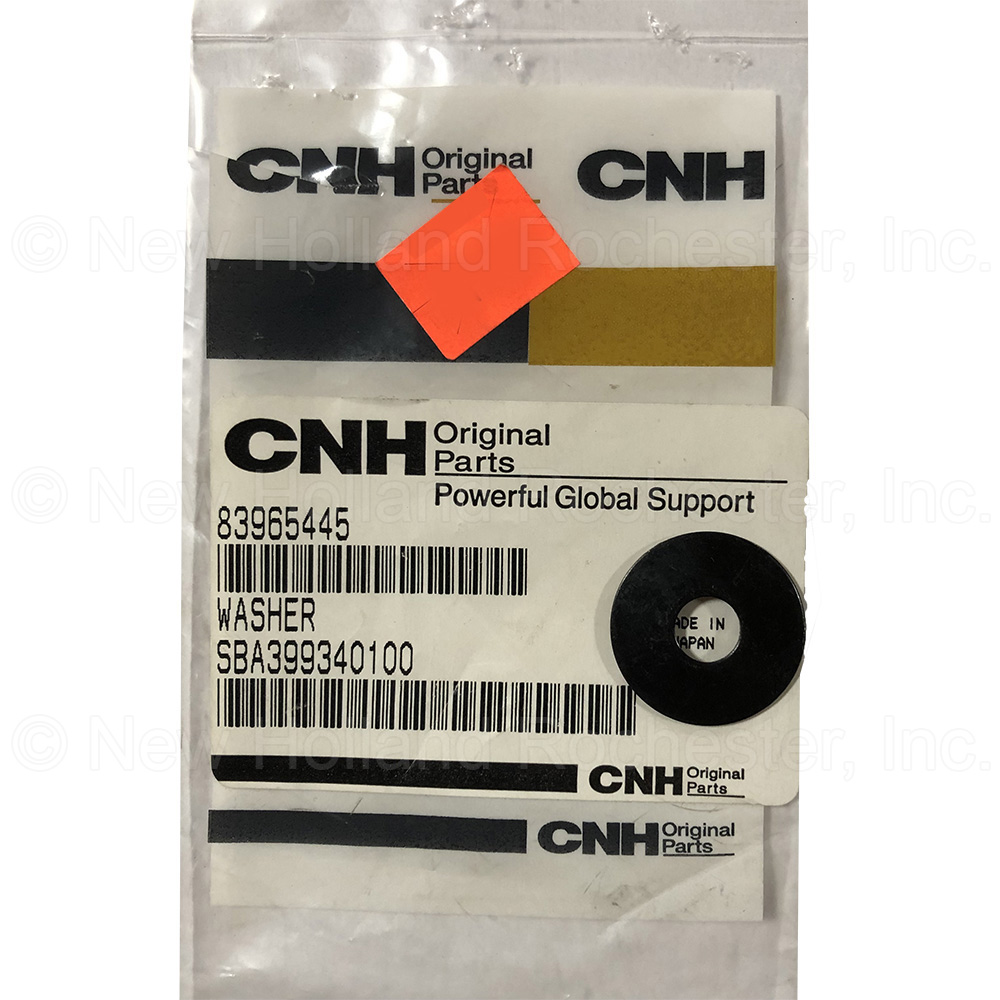 CNH Original Parts CNH
© New Holland Rochester, Inc.
CNH Original Parts
Powerful Global Support
© New Holland Rochester, Inc.
83965445
WASHER
ADE IN
APAN
SBA399340100
© New Holland Rochester, Inc.
CNH Original Parts
CNH Original Parts